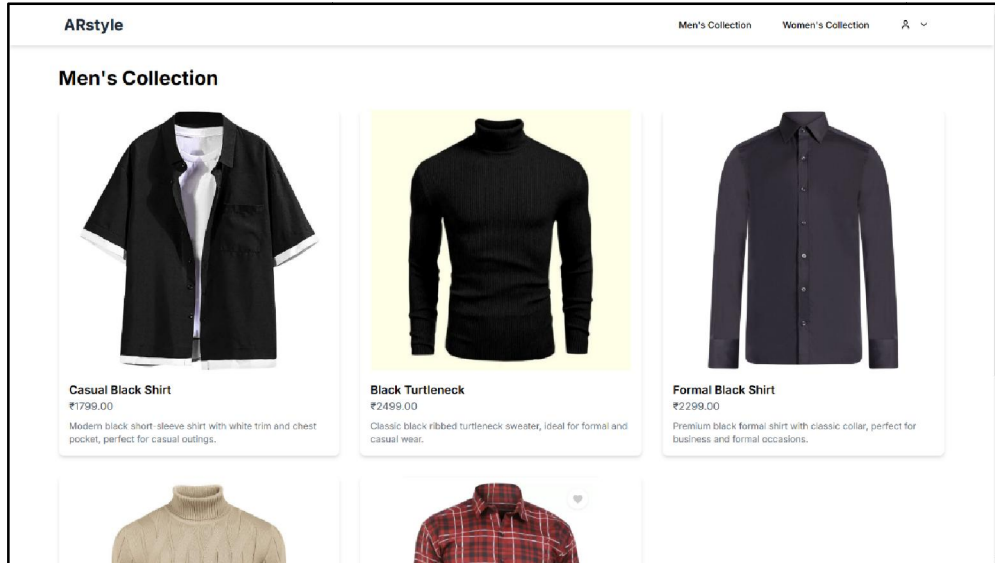 ARstyle
Men's Collection
Women's Collection
Men's Collection
Casual Black Shirt
₹1799.00
Modern black short-sleeve shirt with white trim and chest
pocket, perfect for casual outings.
Black Turtleneck
₹2499.00
Classic black ribbed turtleneck sweater, ideal for formal and
casual wear.
Formal Black Shirt
₹2299.00
Premium black formal shirt with classic collar, perfect for
business and formal occasions.